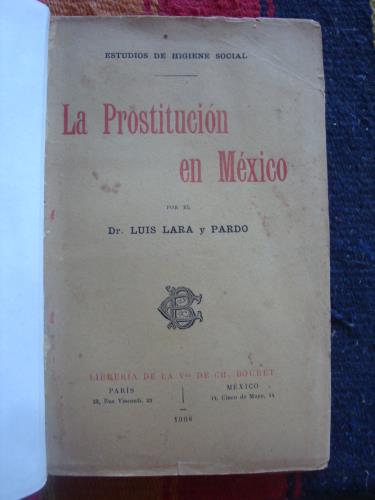 ESTUDIOS DE HIGIENE SOCIAL
La Prostitución
en México
POR EL
Dr. LUIS LARA y PARDO
LIBRERÍA DE LA Vda DE CH. BOURET
PARÍS
23, Rue Visconti, 23
MÉXICO
14, Cinco de Mayo, 14
1908